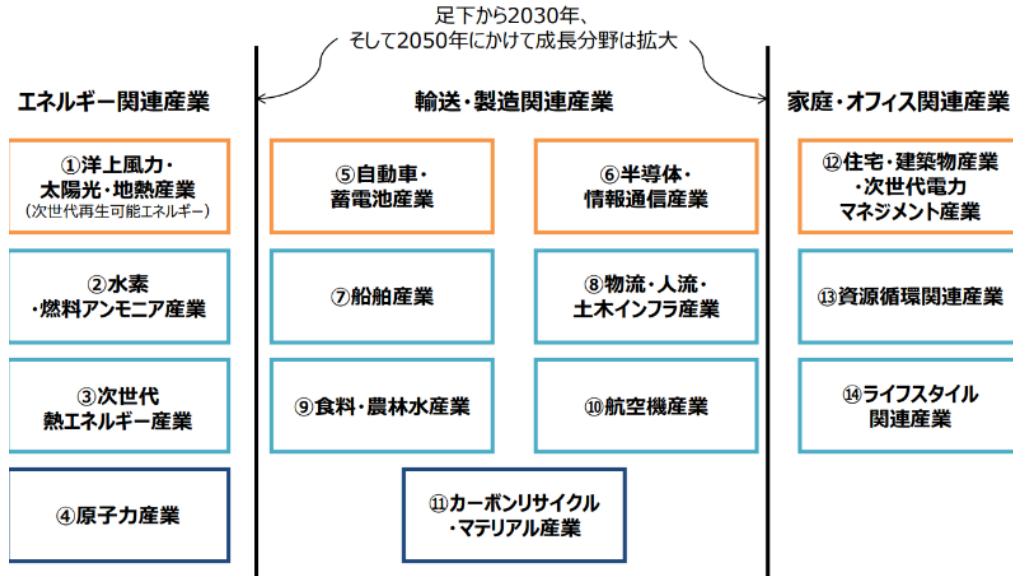 足下から2030年、
そして2050年にかけて成長分野は拡大
エネルギー関連産業
輸送・製造関連産業
家庭・オフィス関連産業
①洋上風力・
太陽光・地熱産業
(次世代再生可能エネルギー)
②水素
・燃料アンモニア産業
③次世代
熱エネルギー産業
④原子力産業
⑤自動車・
蓄電池産業
⑥半導体・
情報通信産業
⑦船舶産業
⑧物流・人流・
土木インフラ産業
⑨食料・農林水産業
⑩航空機産業
⑪カーボンリサイクル
・マテリアル産業
⑫住宅・建築物産業
・次世代電力
マネジメント産業
⑬資源循環関連産業
⑭ライフスタイル
関連産業